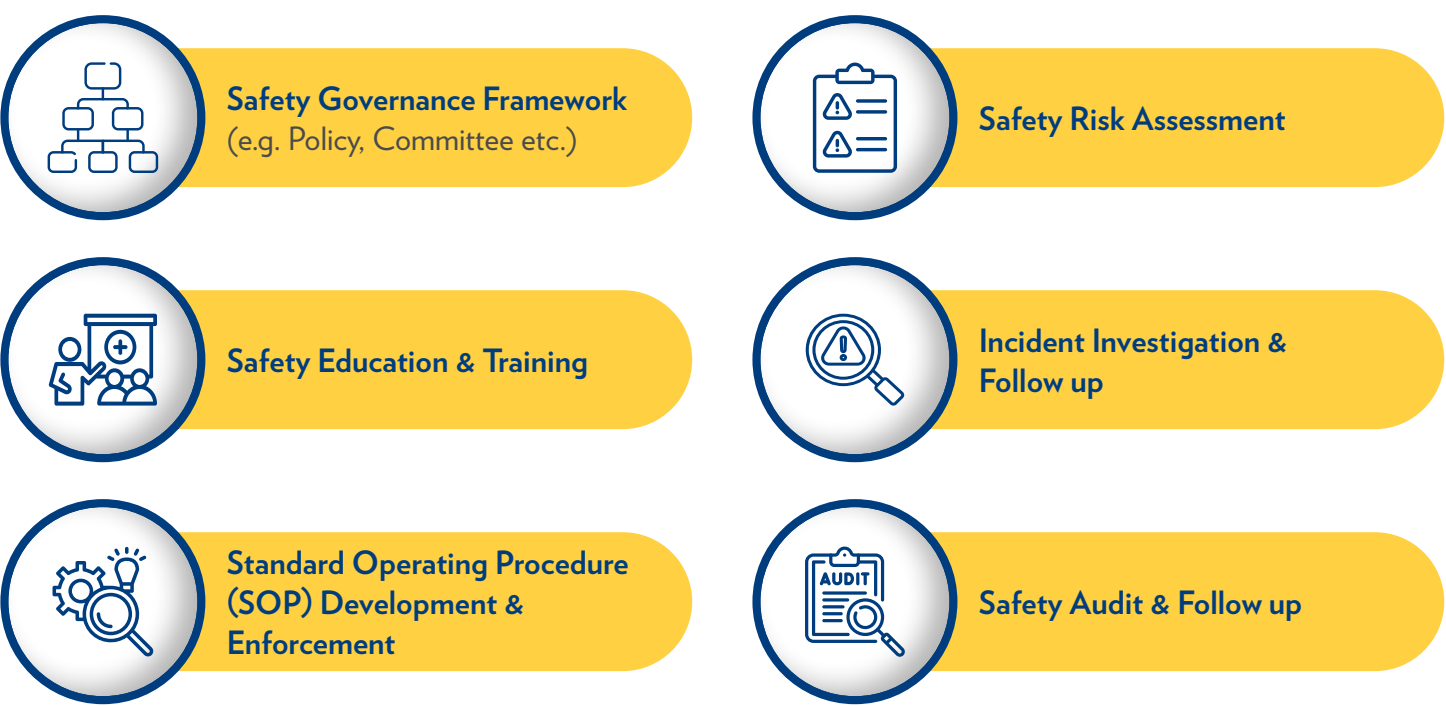 Safety Governance Framework
(e.g. Policy, Committee etc.)
Safety Risk Assessment
Safety Education & Training
Incident Investigation &
Follow up
Standard Operating Procedure
(SOP) Development &
Enforcement
AUDIT
Safety Audit & Follow up